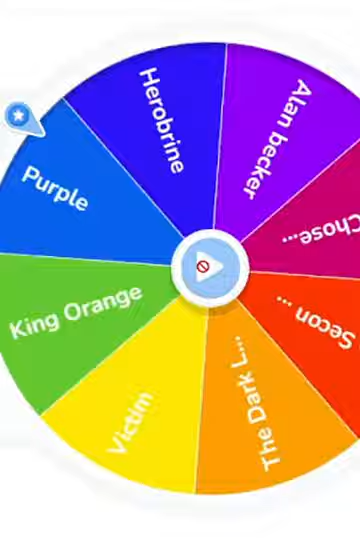 Herobrine
Alan becker
Chose...
Secon ...
The Dark L...
Victim
King Orange
Purple